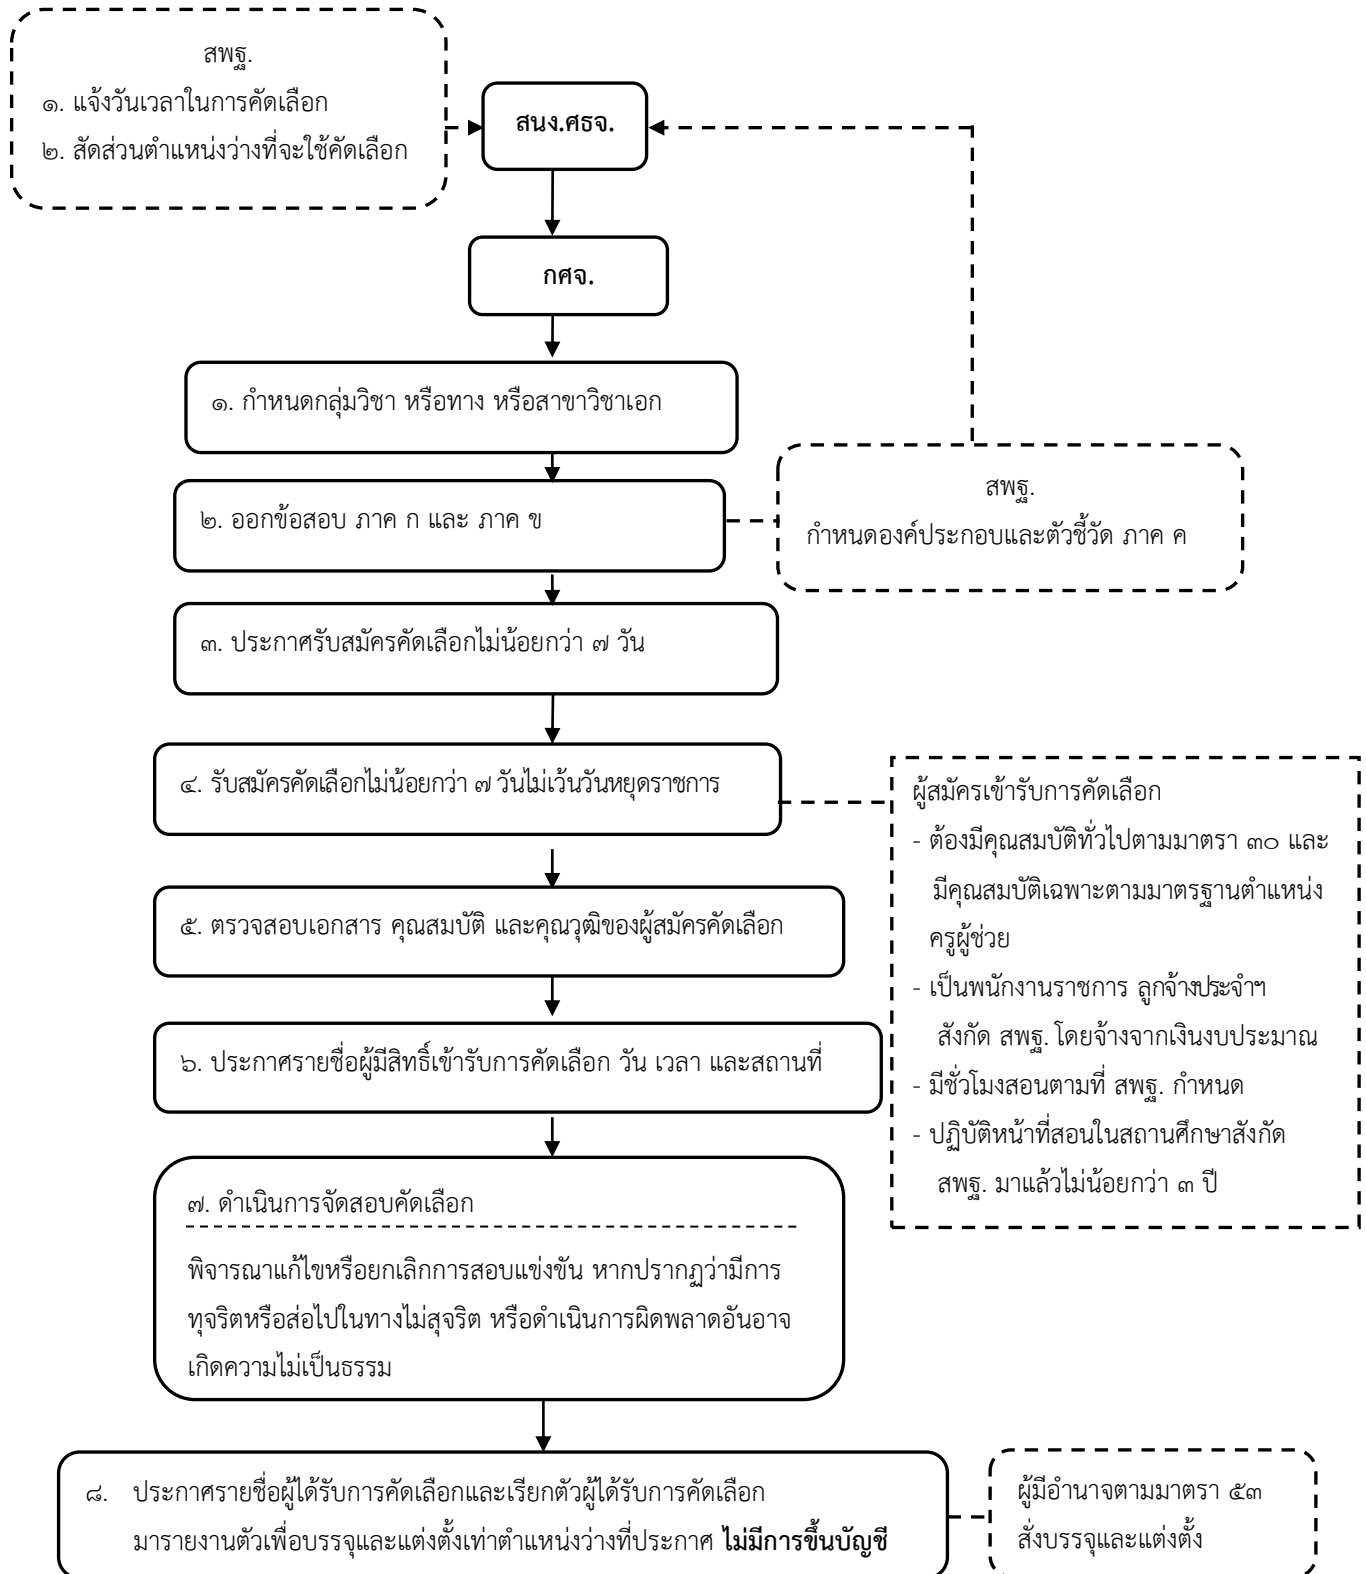 สพฐ.
๑. แจ้งวันเวลาในการคัดเลือก
๒. สัดส่วนตำแหน่งว่างที่จะใช้คัดเลือก
สนง.ศธจ.
กศจ.
๑. กำหนดกลุ่มวิชา หรือทาง หรือสาขาวิชาเอก
๒. ออกข้อสอบ ภาค ก และ ภาค ข
สพฐ.
กำหนดองค์ประกอบและตัวชี้วัด ภาค ค
๓. ประกาศรับสมัครคัดเลือกไม่น้อยกว่า ๗ วัน
๔. รับสมัครคัดเลือกไม่น้อยกว่า ๗ วันไม่เว้นวันหยุดราชการ
ผู้สมัครเข้ารับการคัดเลือก
- ต้องมีคุณสมบัติทั่วไปตามมาตรา ๓๐ และ
มีคุณสมบัติเฉพาะตามมาตรฐานตำแหน่ง
ครูผู้ช่วย
- เป็นพนักงานราชการ ลูกจ้างประจำฯ
สังกัด สพฐ. โดยจ้างจากเงินงบประมาณ
- มีชั่วโมงสอนตามที่ สพฐ. กำหนด
- ปฏิบัติหน้าที่สอนในสถานศึกษาสังกัด
สพฐ. มาแล้วไม่น้อยกว่า ๓ ปี
๕. ตรวจสอบเอกสาร คุณสมบัติ และคุณวุฒิของผู้สมัครคัดเลือก
๖. ประกาศรายชื่อผู้มีสิทธิ์เข้ารับการคัดเลือก วัน เวลา และสถานที่
๗. ดำเนินการจัดสอบคัดเลือก
พิจารณาแก้ไขหรือยกเลิกการสอบแข่งขัน หากปรากฏว่ามีการ
ทุจริตหรือส่อไปในทางไม่สุจริต หรือดำเนินการผิดพลาดอันอาจ
เกิดความไม่เป็นธรรม
๘. ประกาศรายชื่อผู้ได้รับการคัดเลือกและเรียกตัวผู้ได้รับการคัดเลือก
มารายงานตัวเพื่อบรรจุและแต่งตั้งเท่าตำแหน่งว่างที่ประกาศ ไม่มีการขึ้นบัญชี
ผู้มีอำนาจตามมาตรา ๕๓
สั่งบรรจุและแต่งตั้ง